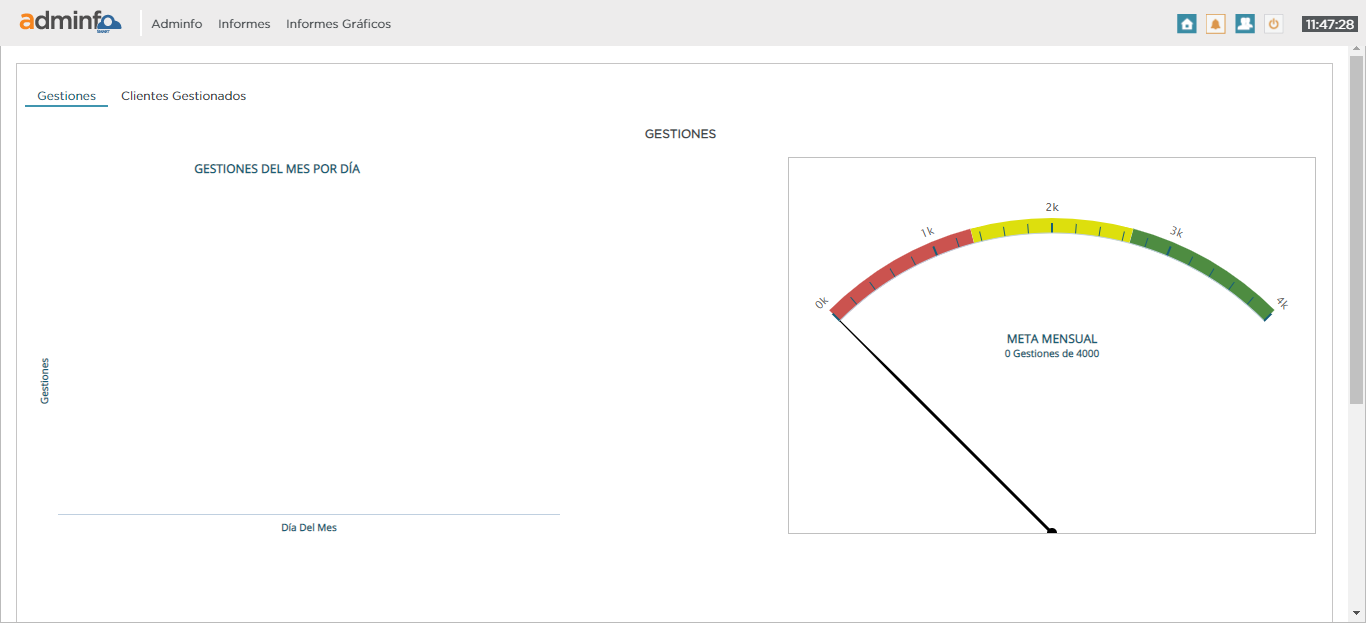 adminfo
Adminfo Informes Informes Gráficos
11:47:28
Gestiones Clientes Gestionados
GESTIONES
GESTIONES DEL MES POR DÍA
Gestiones
Día Del Mes
0k 1k 2k 3k 4k
META MENSUAL
0 Gestiones de 4000